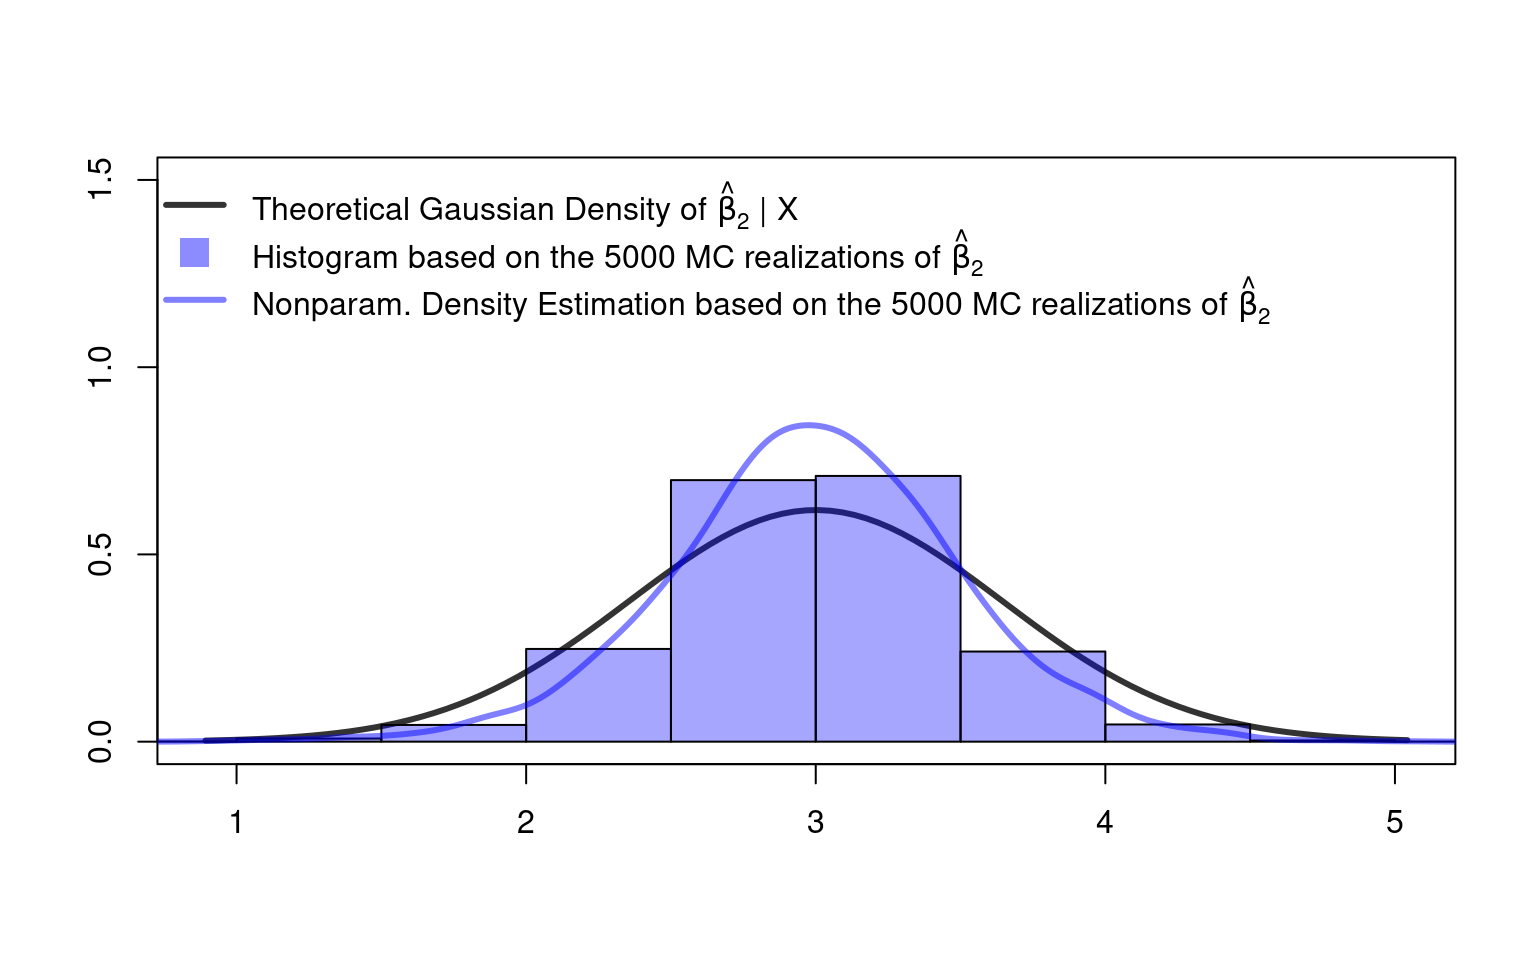 Theoretical Gaussian Density of β̂₂ | X
Histogram based on the 5000 MC realizations of β̂₂
Nonparam. Density Estimation based on the 5000 MC realizations of β̂₂
1.5
1.0
0.5
0.0
1 2 3 4 5